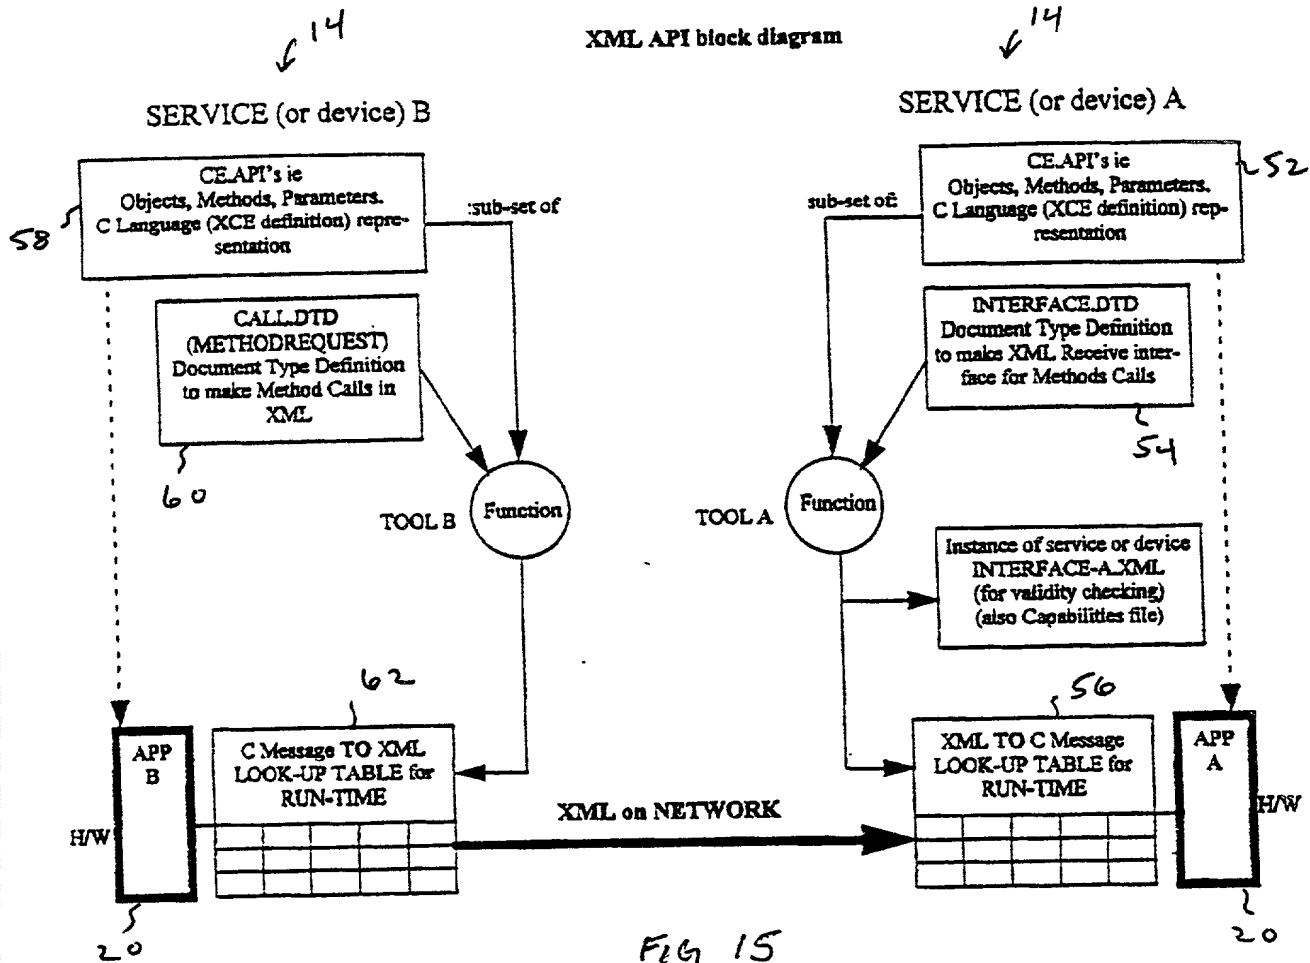 14
XML API block diagram
14
SERVICE (or device) B
SERVICE (or device) A
CE.API's ie
Objects, Methods, Parameters.
C Language (XCE definition) repre-
sentation
58
:sub-set of
sub-set of:
CE.API's ie
Objects, Methods, Parameters.
C Language (XCE definition) rep-
resentation
52
CALL.DTD
(METHODREQUEST)
Document Type Definition
to make Method Calls in
XML
60
INTERFACE.DTD
Document Type Definition
to make XML Receive inter-
face for Methods Calls
54
TOOL B
Function
TOOL A
Function
Instance of service or device
INTERFACE-A.XML
(for validity checking)
(also Capabilities file)
62
56
APP
B
H/W
20
C Message TO XML
LOOK-UP TABLE for
RUN-TIME
XML on NETWORK
XML TO C Message
LOOK-UP TABLE for
RUN-TIME
APP
A
H/W
20
FIG 15